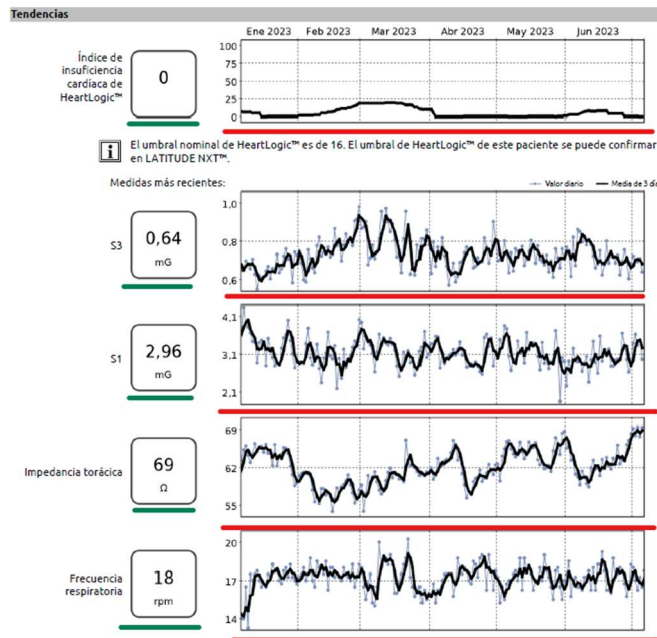 Tendencias
Ene 2023 Feb 2023 Mar 2023 Abr 2023 May 2023 Jun 2023
Índice de
insuficiencia
cardíaca de
HeartLogic™
0
100
75
50
25
0
i
El umbral nominal de HeartLogic™ es de 16. El umbral de HeartLogic™ de este paciente se puede confirmar
en LATITUDE NXT™.
Medidas más recientes:
Valor diario Media de 3 día
S3
0,64
mG
1,0
0,8
0,6
S1
2,96
mG
4,1
3,1
2,1
Impedancia torácica
69
Ω
69
62
55
Frecuencia
respiratoria
18
rpm
20
17
14